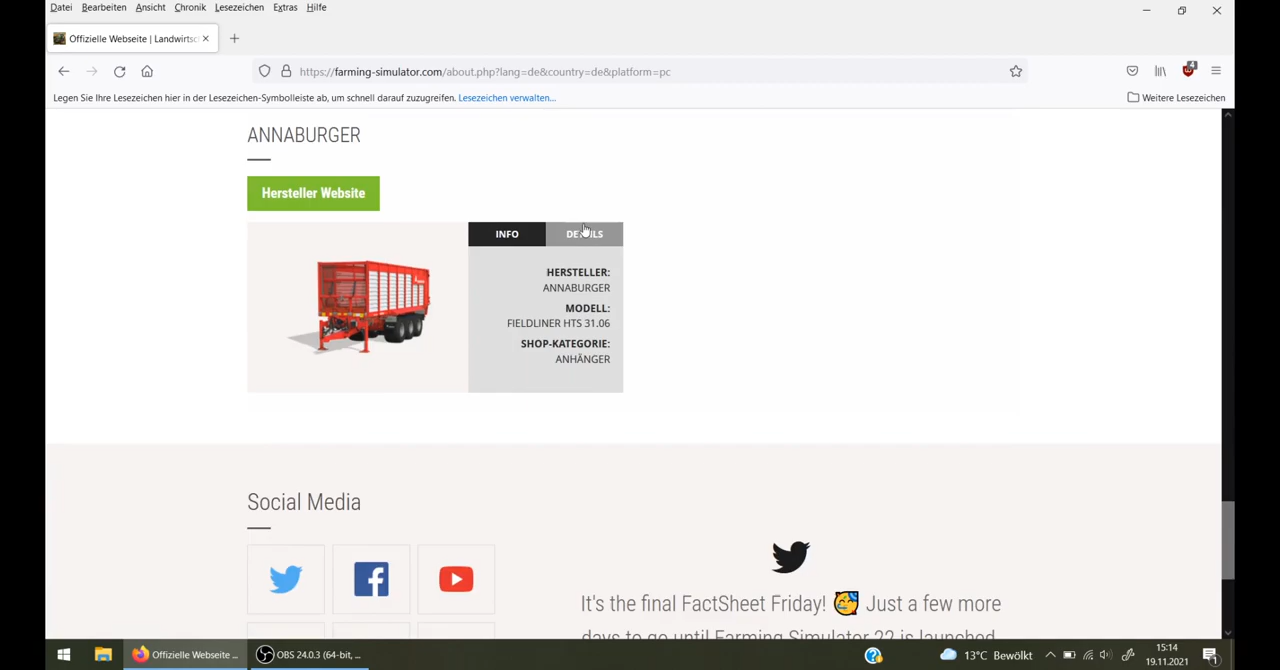 Datei Bearbeiten Ansicht Chronik Lesezeichen Extras Hilfe
Offizielle Webseite | Landwirtsc
https://farming-simulator.com/about.php?lang=de&country=de&platform=pc
4
Legen Sie Ihre Lesezeichen hier in der Lesezeichen-Symbolleiste ab, um schnell darauf zuzugreifen. Lesezeichen verwalten...
Weitere Lesezeichen
ANNABURGER
Hersteller Website
INFO DETAILS
HERSTELLER:
ANNABURGER
MODELL:
FIELDLINER HTS 31.06
SHOP-KATEGORIE:
ANHÄNGER
Social Media
It's the final FactSheet Friday! 🥳 Just a few more
days to go until Farming Simulator 22 is launched
Offizielle Webseite ...
OBS 24.0.3 (64-bit, ...
13°C Bewölkt
15:14
19.11.2021
1